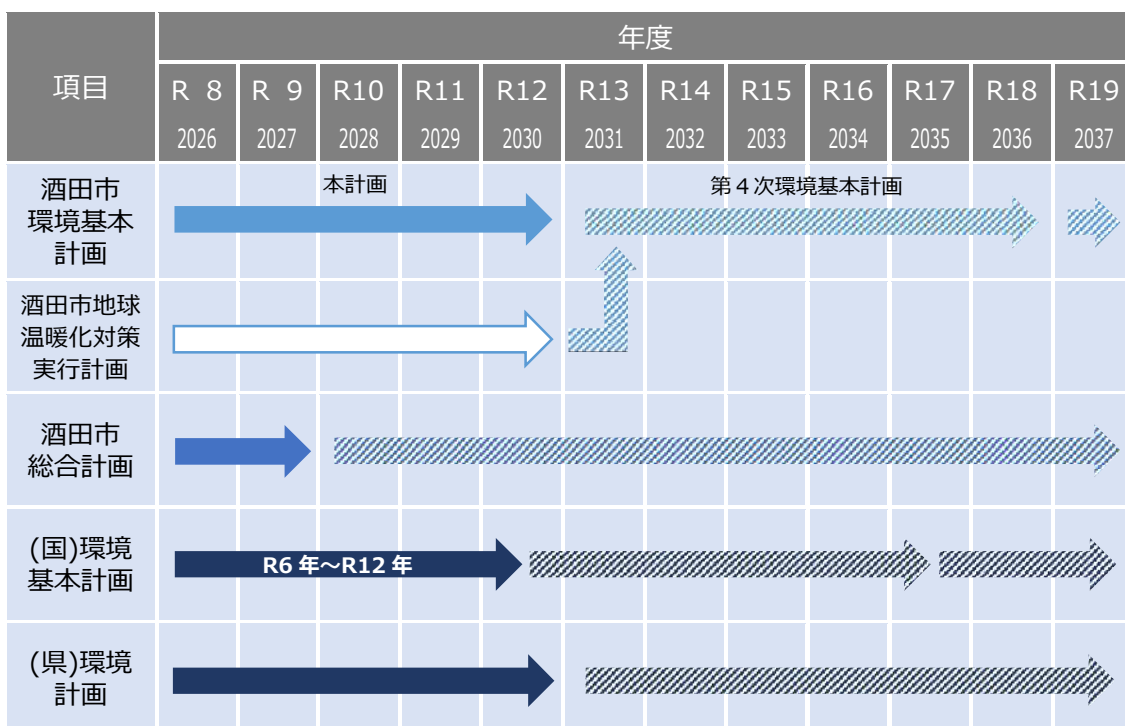 項目
年度
R 8
R 9
R10
R11
R12
R13
R14
R15
R16
R17
R18
R19
2026
2027
2028
2029
2030
2031
2032
2033
2034
2035
2036
2037
酒田市
環境基本
計画
本計画
第４次環境基本計画
酒田市地球
温暖化対策
実行計画
酒田市
総合計画
(国)環境
基本計画
R6 年～R12 年
(県)環境
計画